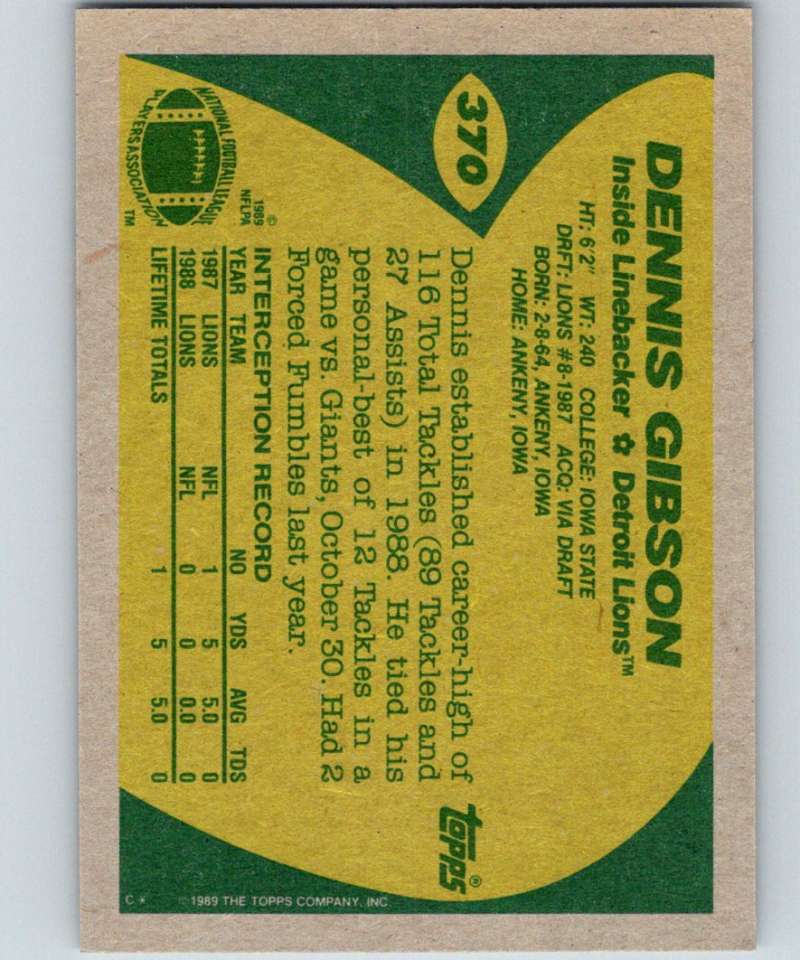 370
DENNIS GIBSON
Inside Linebacker ✿ Detroit Lions™
HT: 6'2" WT: 240 COLLEGE: IOWA STATE
DRFT: LIONS #8-1987 ACQ: VIA DRAFT
BORN: 2-8-64, ANKENY, IOWA
HOME: ANKENY, IOWA
Dennis established career-high of
116 Total Tackles (89 Tackles and
27 Assists) in 1988. He tied his
personal-best of 12 Tackles in a
game vs. Giants, October 30. Had 2
Forced Fumbles last year.
INTERCEPTION RECORD
YEAR TEAM NO YDS AVG TDS
1987 LIONS NFL 1 5 5.0 0
1988 LIONS NFL 0 0 0.0 0
LIFETIME TOTALS 1 5 5.0 0
NATIONAL FOOTBALL LEAGUE
PLAYERS ASSOCIATION
™
©
1989
NFLPA
topps®
C * © 1989 THE TOPPS COMPANY, INC.